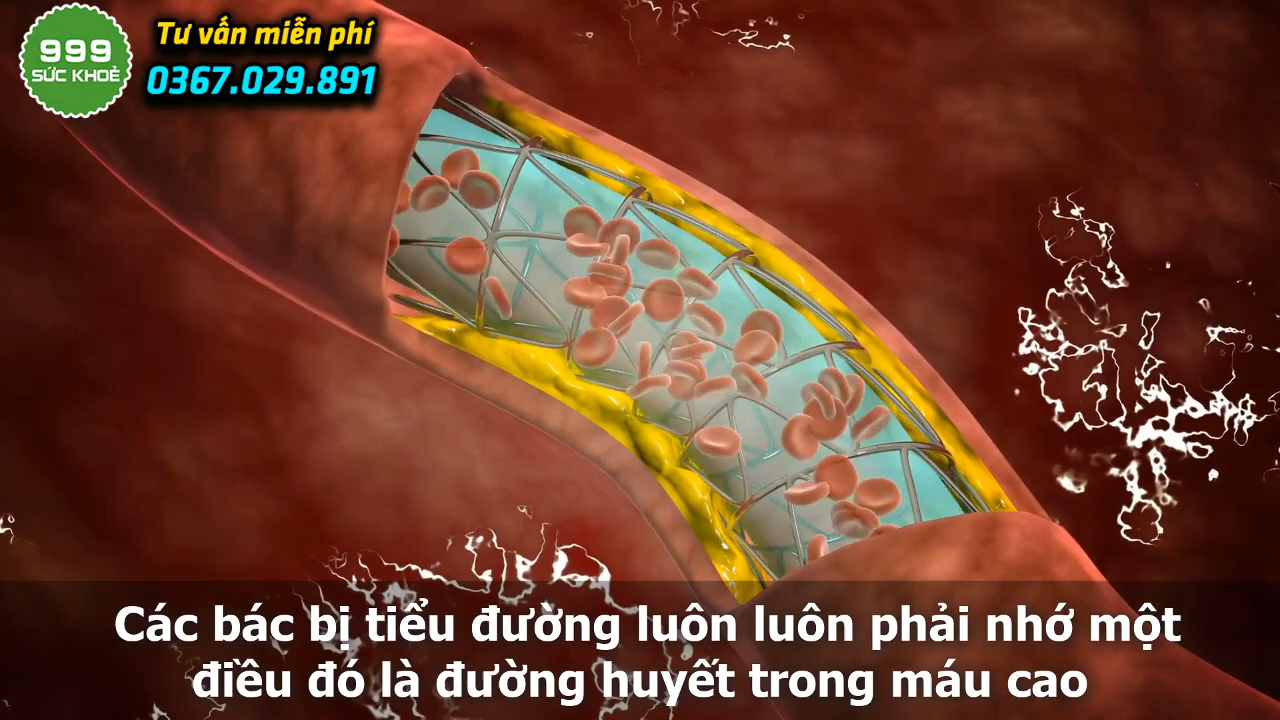 999
SỨC KHOẺ
Tư vấn miễn phí
0367.029.891
Các bác bị tiểu đường luôn luôn phải nhớ một
điều đó là đường huyết trong máu cao